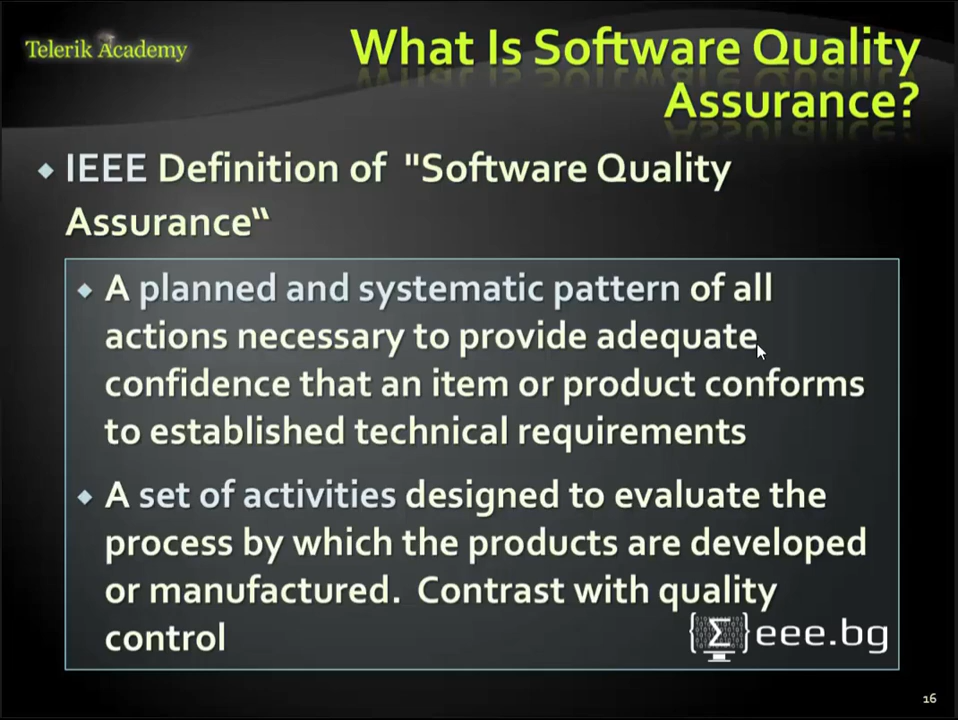 Telerik Academy
What Is Software Quality
Assurance?
IEEE Definition of "Software Quality
Assurance“
A planned and systematic pattern of all
actions necessary to provide adequate
confidence that an item or product conforms
to established technical requirements
A set of activities designed to evaluate the
process by which the products are developed
or manufactured. Contrast with quality
control
{Σ}eee.bg
16